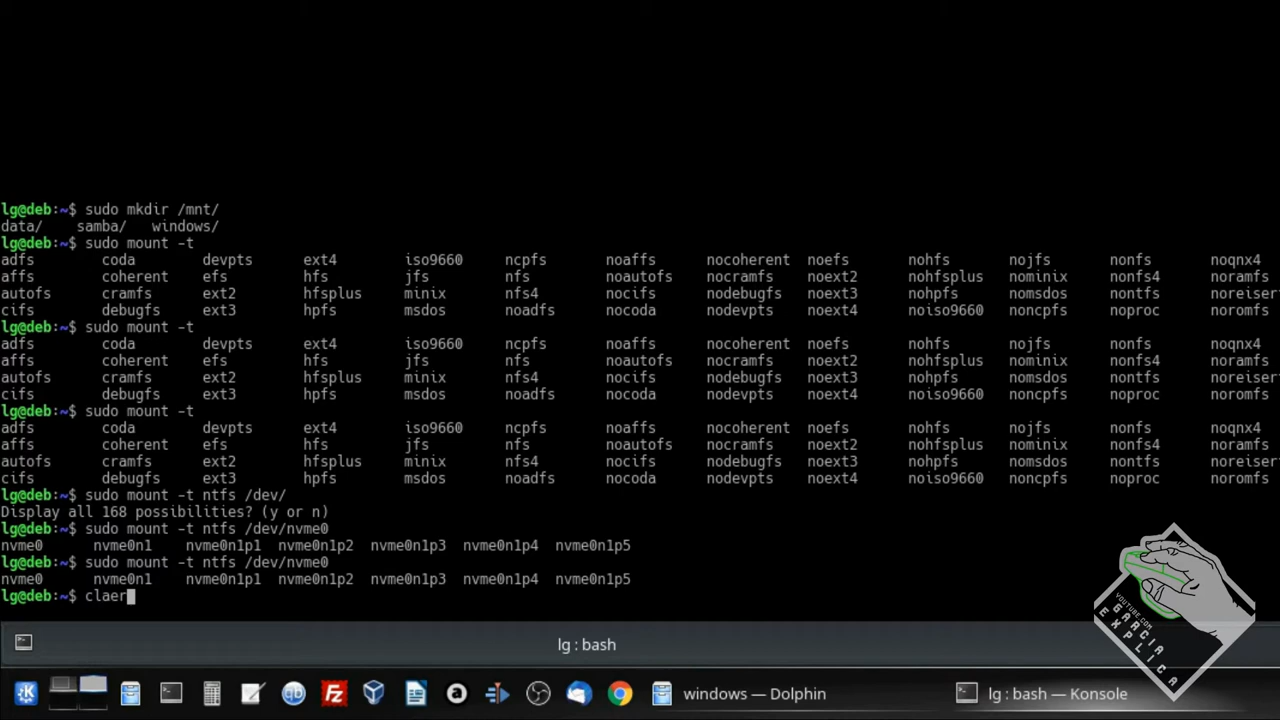 lg@deb:~$ sudo mkdir /mnt/
data/ samba/ windows/
lg@deb:~$ sudo mount -t
adfs coda devpts ext4 iso9660 ncpfs noaffs nocoherent noefs nohfs nojfs nonfs noqnx4
affs coherent efs hfs jfs nfs noautofs nocramfs noext2 nohfsplus nominix nonfs4 noramfs
autofs cramfs ext2 hfsplus minix nfs4 nocifs nodebugfs noext3 nohpfs nomsdos nontfs noreiser
cifs debugfs ext3 hpfs msdos noadfs nocoda nodevpts noext4 noiso9660 noncpfs noproc noromfs
lg@deb:~$ sudo mount -t
adfs coda devpts ext4 iso9660 ncpfs noaffs nocoherent noefs nohfs nojfs nonfs noqnx4
affs coherent efs hfs jfs nfs noautofs nocramfs noext2 nohfsplus nominix nonfs4 noramfs
autofs cramfs ext2 hfsplus minix nfs4 nocifs nodebugfs noext3 nohpfs nomsdos nontfs noreiser
cifs debugfs ext3 hpfs msdos noadfs nocoda nodevpts noext4 noiso9660 noncpfs noproc noromfs
lg@deb:~$ sudo mount -t
adfs coda devpts ext4 iso9660 ncpfs noaffs nocoherent noefs nohfs nojfs nonfs noqnx4
affs coherent efs hfs jfs nfs noautofs nocramfs noext2 nohfsplus nominix nonfs4 noramfs
autofs cramfs ext2 hfsplus minix nfs4 nocifs nodebugfs noext3 nohpfs nomsdos nontfs noreiser
cifs debugfs ext3 hpfs msdos noadfs nocoda nodevpts noext4 noiso9660 noncpfs noproc noromfs
lg@deb:~$ sudo mount -t ntfs /dev/
Display all 168 possibilities? (y or n)
lg@deb:~$ sudo mount -t ntfs /dev/nvme0
nvme0 nvme0n1 nvme0n1p1 nvme0n1p2 nvme0n1p3 nvme0n1p4 nvme0n1p5
lg@deb:~$ sudo mount -t ntfs /dev/nvme0
nvme0 nvme0n1 nvme0n1p1 nvme0n1p2 nvme0n1p3 nvme0n1p4 nvme0n1p5
lg@deb:~$ claer
YOUTUBE.COM
GARCIA
EXPLICA
lg : bash
windows — Dolphin
lg : bash — Konsole